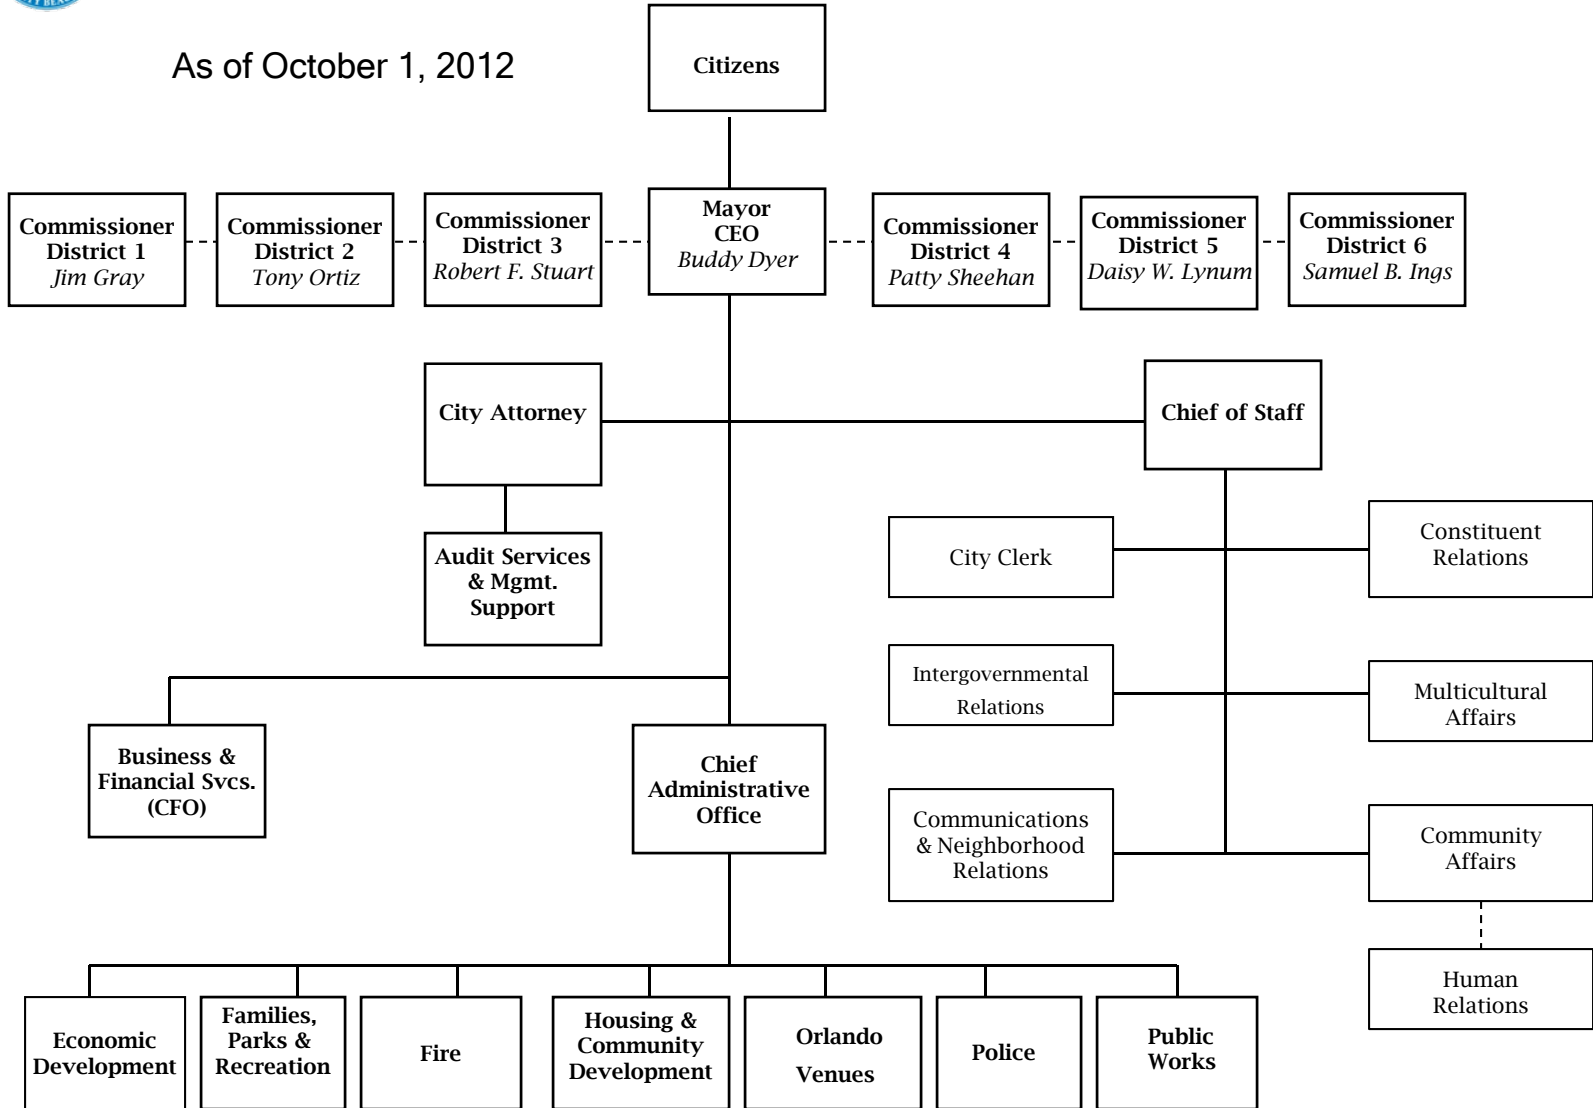 As of October 1, 2012
Citizens
Commissioner
District 1
Jim Gray
Commissioner
District 2
Tony Ortiz
Commissioner
District 3
Robert F. Stuart
Mayor
CEO
Buddy Dyer
Commissioner
District 4
Patty Sheehan
Commissioner
District 5
Daisy W. Lynum
Commissioner
District 6
Samuel B. Ings
City Attorney
Chief of Staff
Audit Services
& Mgmt.
Support
City Clerk
Constituent
Relations
Intergovernmental
Relations
Multicultural
Affairs
Business &
Financial Svcs.
(CFO)
Chief
Administrative
Office
Communications
& Neighborhood
Relations
Community
Affairs
Human
Relations
Economic
Development
Families,
Parks &
Recreation
Fire
Housing &
Community
Development
Orlando
Venues
Police
Public
Works